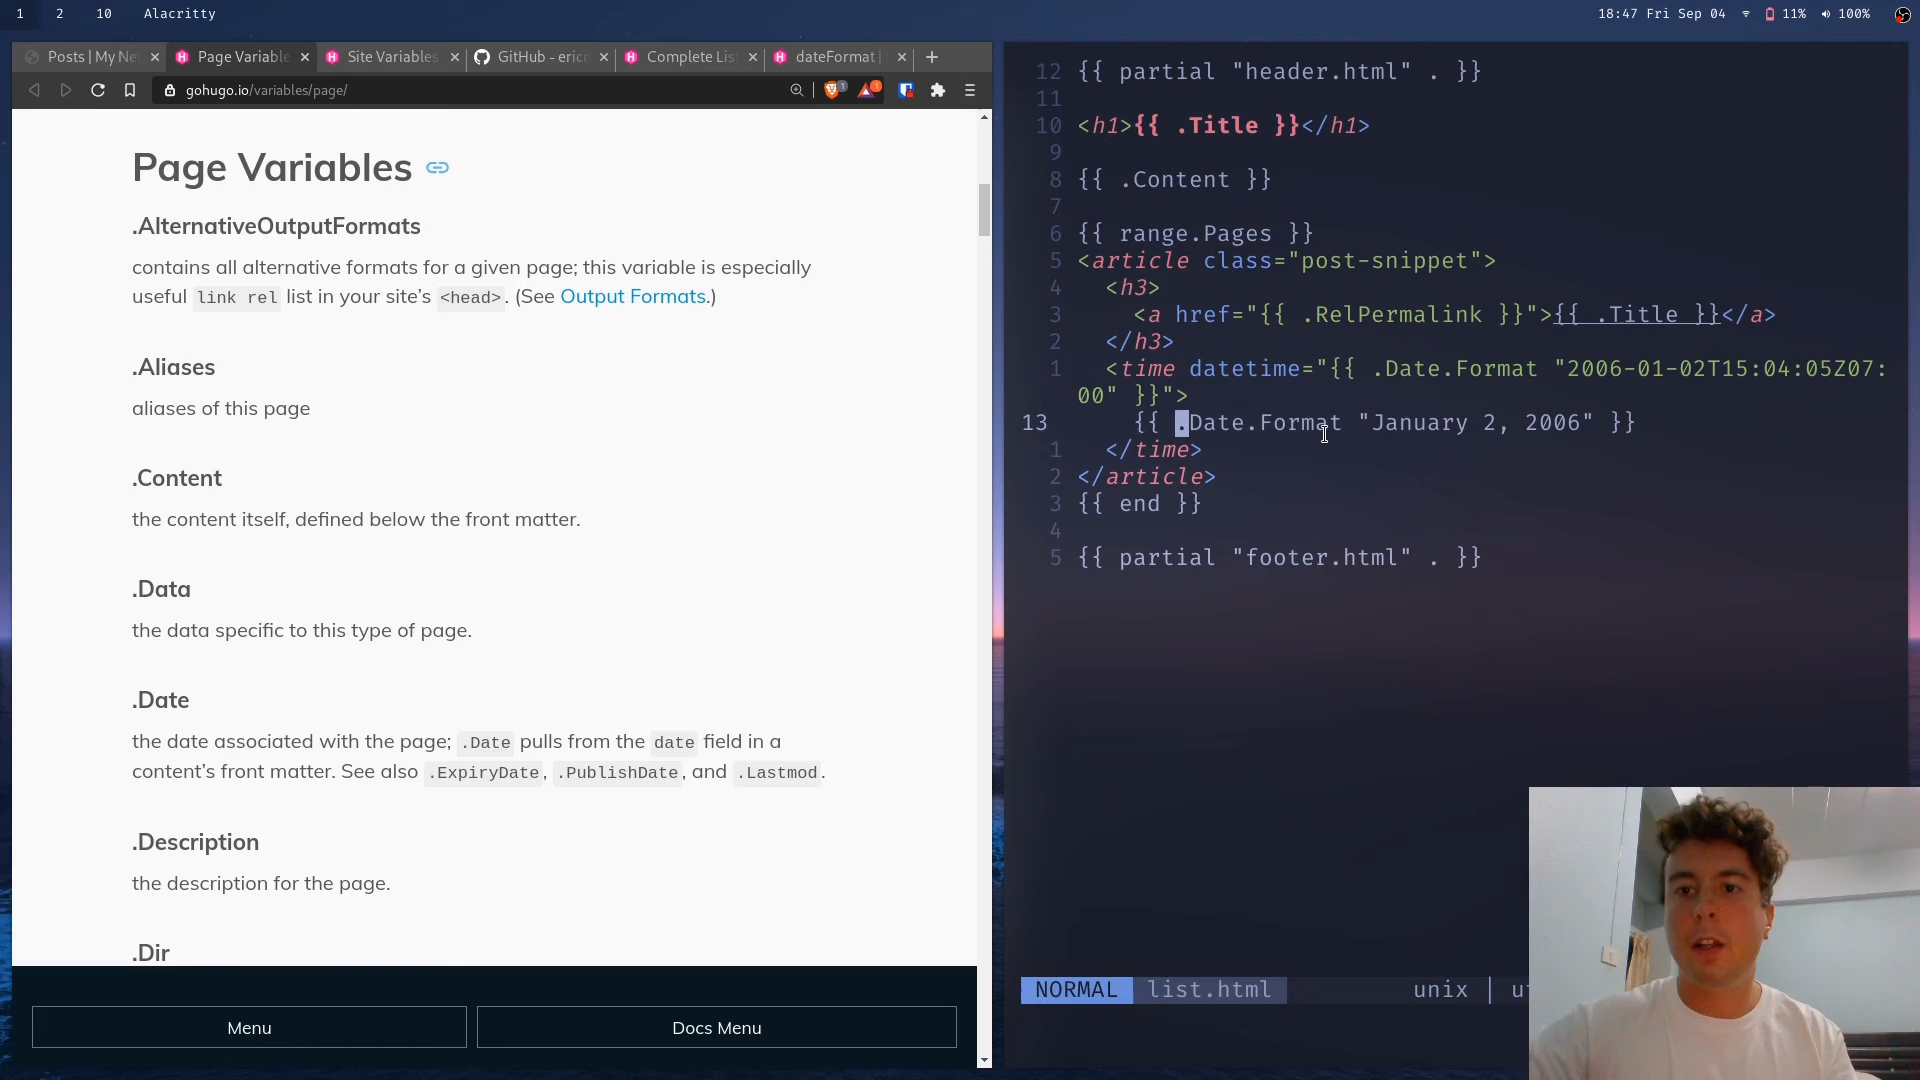 1 2 10 Alacritty
18:47 Fri Sep 04 11% 100%
Posts | My Ne
Page Variable
Site Variables
GitHub - ericm
Complete Lis
dateFormat |
gohugo.io/variables/page/
Page Variables
.AlternativeOutputFormats
contains all alternative formats for a given page; this variable is especially
useful link rel list in your site’s <head>. (See Output Formats.)
.Aliases
aliases of this page
.Content
the content itself, defined below the front matter.
.Data
the data specific to this type of page.
.Date
the date associated with the page; .Date pulls from the date field in a
content’s front matter. See also .ExpiryDate, .PublishDate, and .Lastmod.
.Description
the description for the page.
.Dir
Menu
Docs Menu
12 {{ partial "header.html" . }}
11
10 <h1>{{ .Title }}</h1>
9
8 {{ .Content }}
7
6 {{ range.Pages }}
5 <article class="post-snippet">
4 <h3>
3 <a href="{{ .RelPermalink }}">{{ .Title }}</a>
2 </h3>
1 <time datetime="{{ .Date.Format "2006-01-02T15:04:05Z07:
00" }}">
13 {{ .Date.Format "January 2, 2006" }}
1 </time>
2 </article>
3 {{ end }}
4
5 {{ partial "footer.html" . }}
NORMAL list.html unix | u